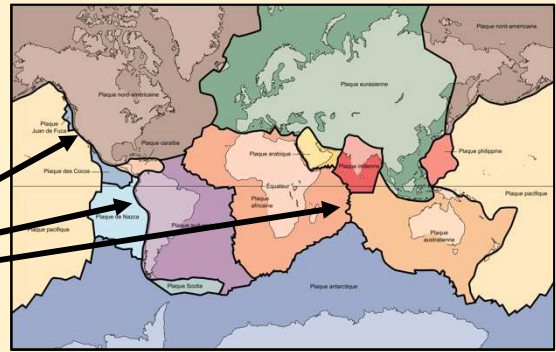 Plaque nord-américaine
Plaque nord-américaine
Plaque eurasienne
Plaque
Juan de Fuca
Plaque caraïbe
Plaque arabique
Plaque indienne
Plaque philippine
Plaque des Cocos
Équateur
Plaque
africaine
Plaque de Nazca
Plaque
Plaque pacifique
Plaque pacifique
Plaque
australienne
Plaque Scotia
Plaque antarctique